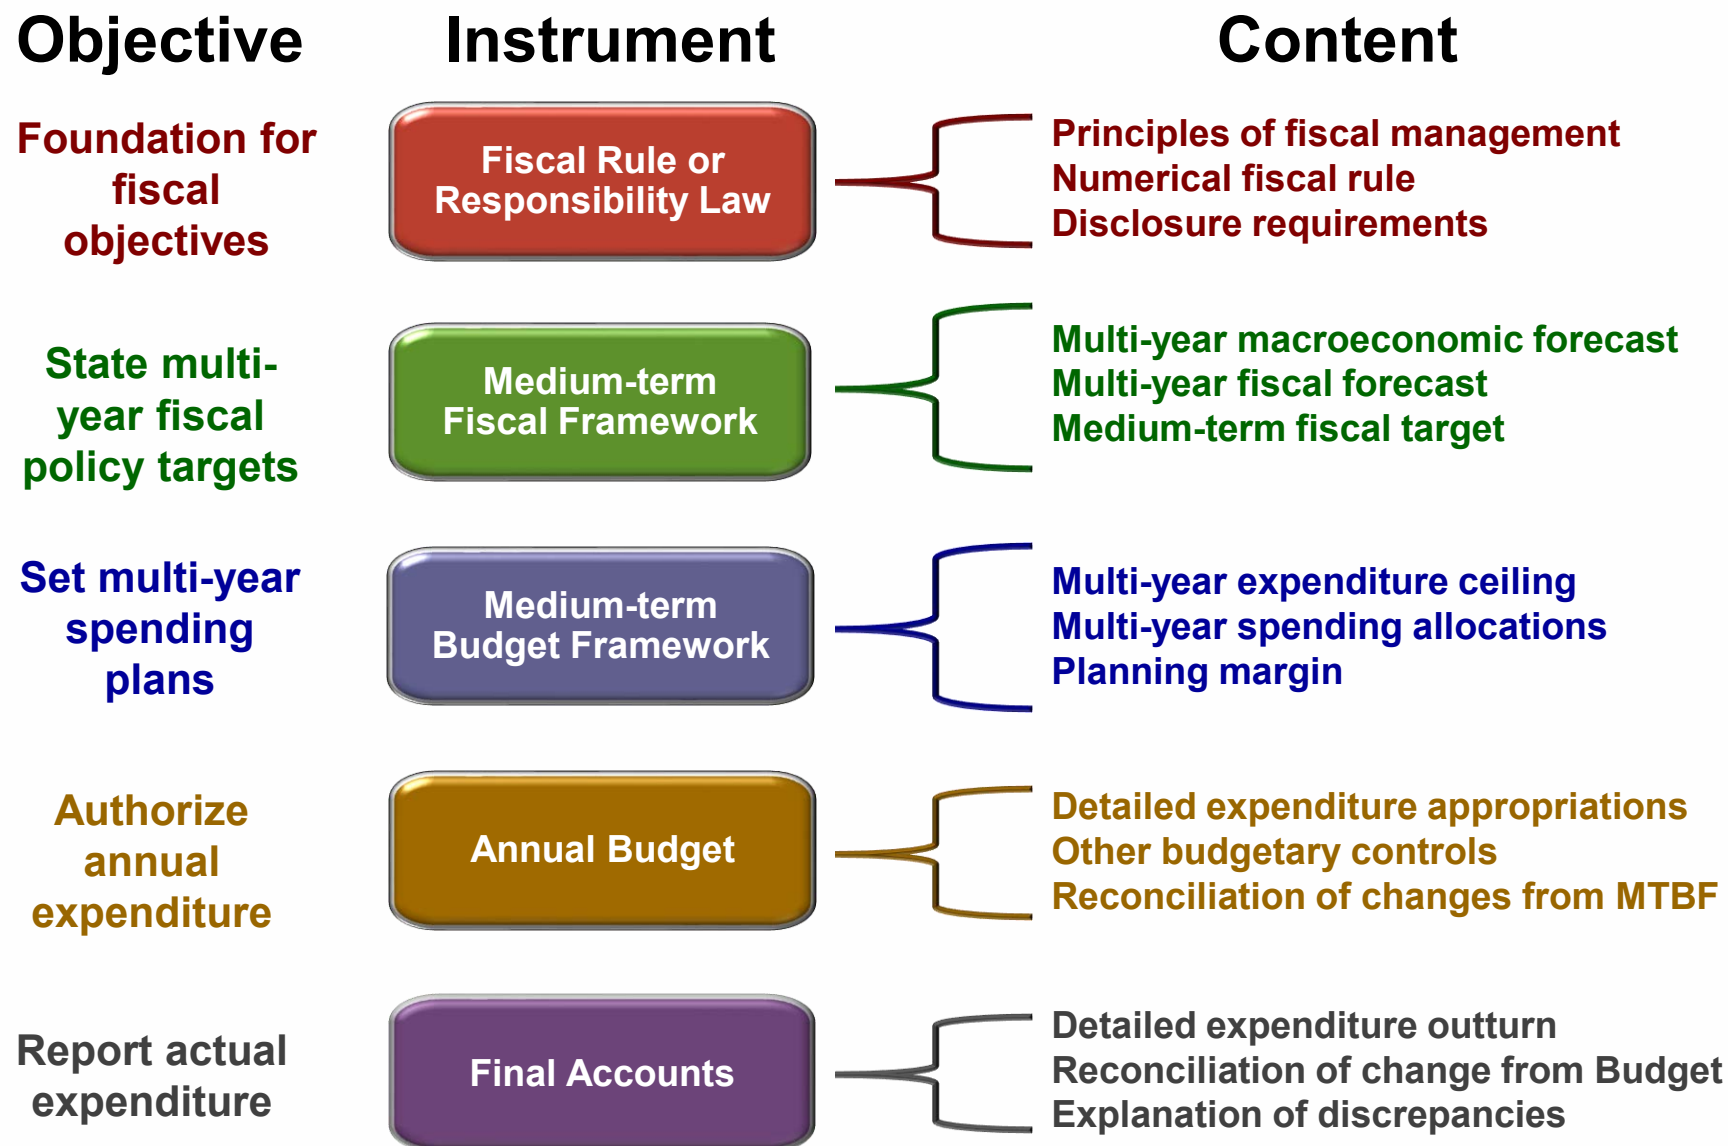 Objective
Instrument
Content
Foundation for
fiscal
objectives
Fiscal Rule or
Responsibility Law
Principles of fiscal management
Numerical fiscal rule
Disclosure requirements
State multi-
year fiscal
policy targets
Medium-term
Fiscal Framework
Multi-year macroeconomic forecast
Multi-year fiscal forecast
Medium-term fiscal target
Set multi-year
spending
plans
Medium-term
Budget Framework
Multi-year expenditure ceiling
Multi-year spending allocations
Planning margin
Authorize
annual
expenditure
Annual Budget
Detailed expenditure appropriations
Other budgetary controls
Reconciliation of changes from MTBF
Report actual
expenditure
Final Accounts
Detailed expenditure outturn
Reconciliation of change from Budget
Explanation of discrepancies